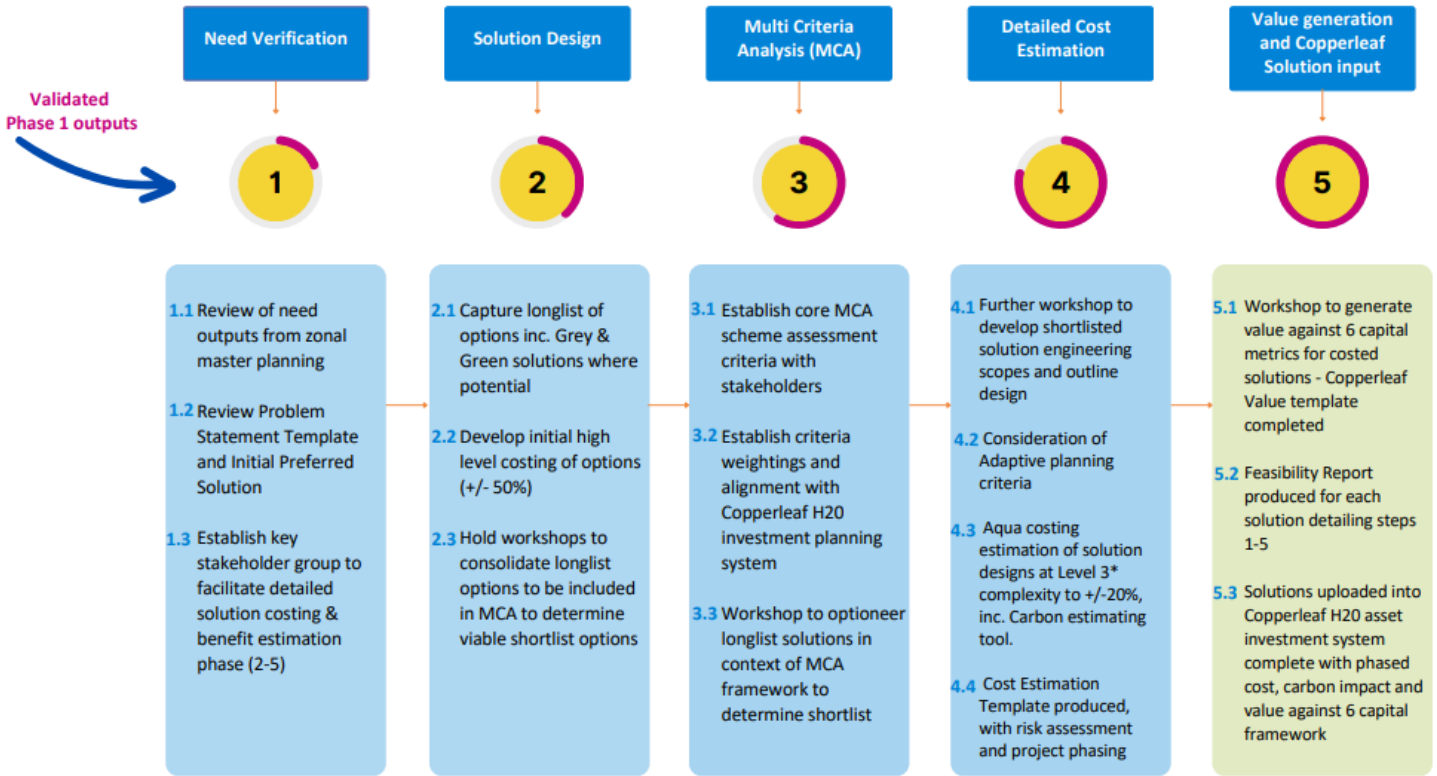 Validated
Phase 1 outputs
Need Verification
Solution Design
Multi Criteria
Analysis (MCA)
Detailed Cost
Estimation
Value generation
and Copperleaf
Solution input
1
2
3
4
5
1.1 Review of need
outputs from zonal
master planning
1.2 Review Problem
Statement Template
and Initial Preferred
Solution
1.3 Establish key
stakeholder group to
facilitate detailed
solution costing &
benefit estimation
phase (2-5)
2.1 Capture longlist of
options inc. Grey &
Green solutions where
potential
2.2 Develop initial high
level costing of options
(+/- 50%)
2.3 Hold workshops to
consolidate longlist
options to be included
in MCA to determine
viable shortlist options
3.1 Establish core MCA
scheme assessment
criteria with
stakeholders
3.2 Establish criteria
weightings and
alignment with
Copperleaf H20
investment planning
system
3.3 Workshop to optioneer
longlist solutions in
context of MCA
framework to
determine shortlist
4.1 Further workshop to
develop shortlisted
solution engineering
scopes and outline
design
4.2 Consideration of
Adaptive planning
criteria
4.3 Aqua costing
estimation of solution
designs at Level 3*
complexity to +/-20%,
inc. Carbon estimating
tool.
4.4 Cost Estimation
Template produced,
with risk assessment
and project phasing
5.1 Workshop to generate
value against 6 capital
metrics for costed
solutions - Copperleaf
Value template
completed
5.2 Feasibility Report
produced for each
solution detailing steps
1-5
5.3 Solutions uploaded into
Copperleaf H20 asset
investment system
complete with phased
cost, carbon impact and
value against 6 capital
framework